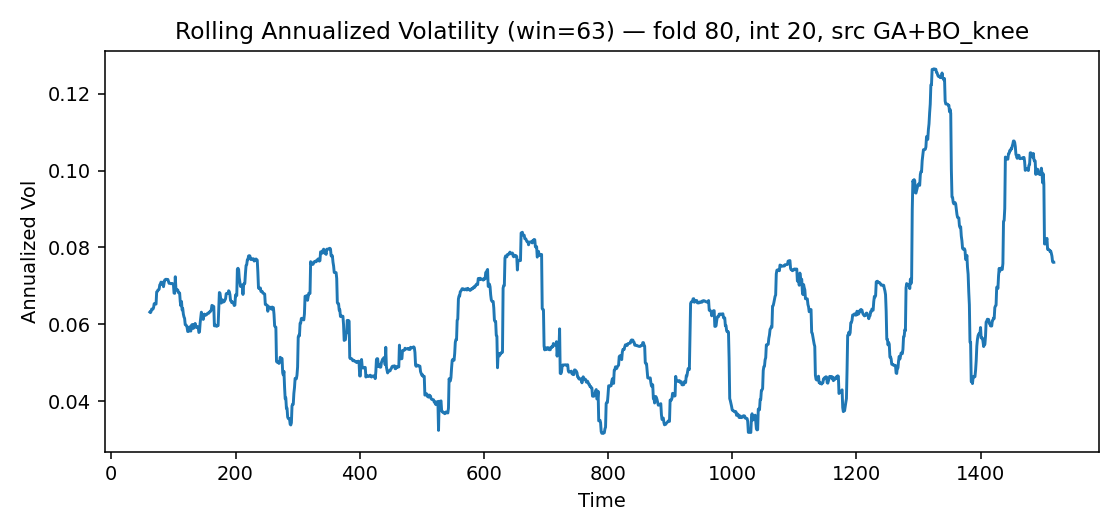 Rolling Annualized Volatility (win=63) — fold 80, int 20, src GA+BO_knee
Annualized Vol
0.12
0.10
0.08
0.06
0.04
0 200 400 600 800 1000 1200 1400
Time